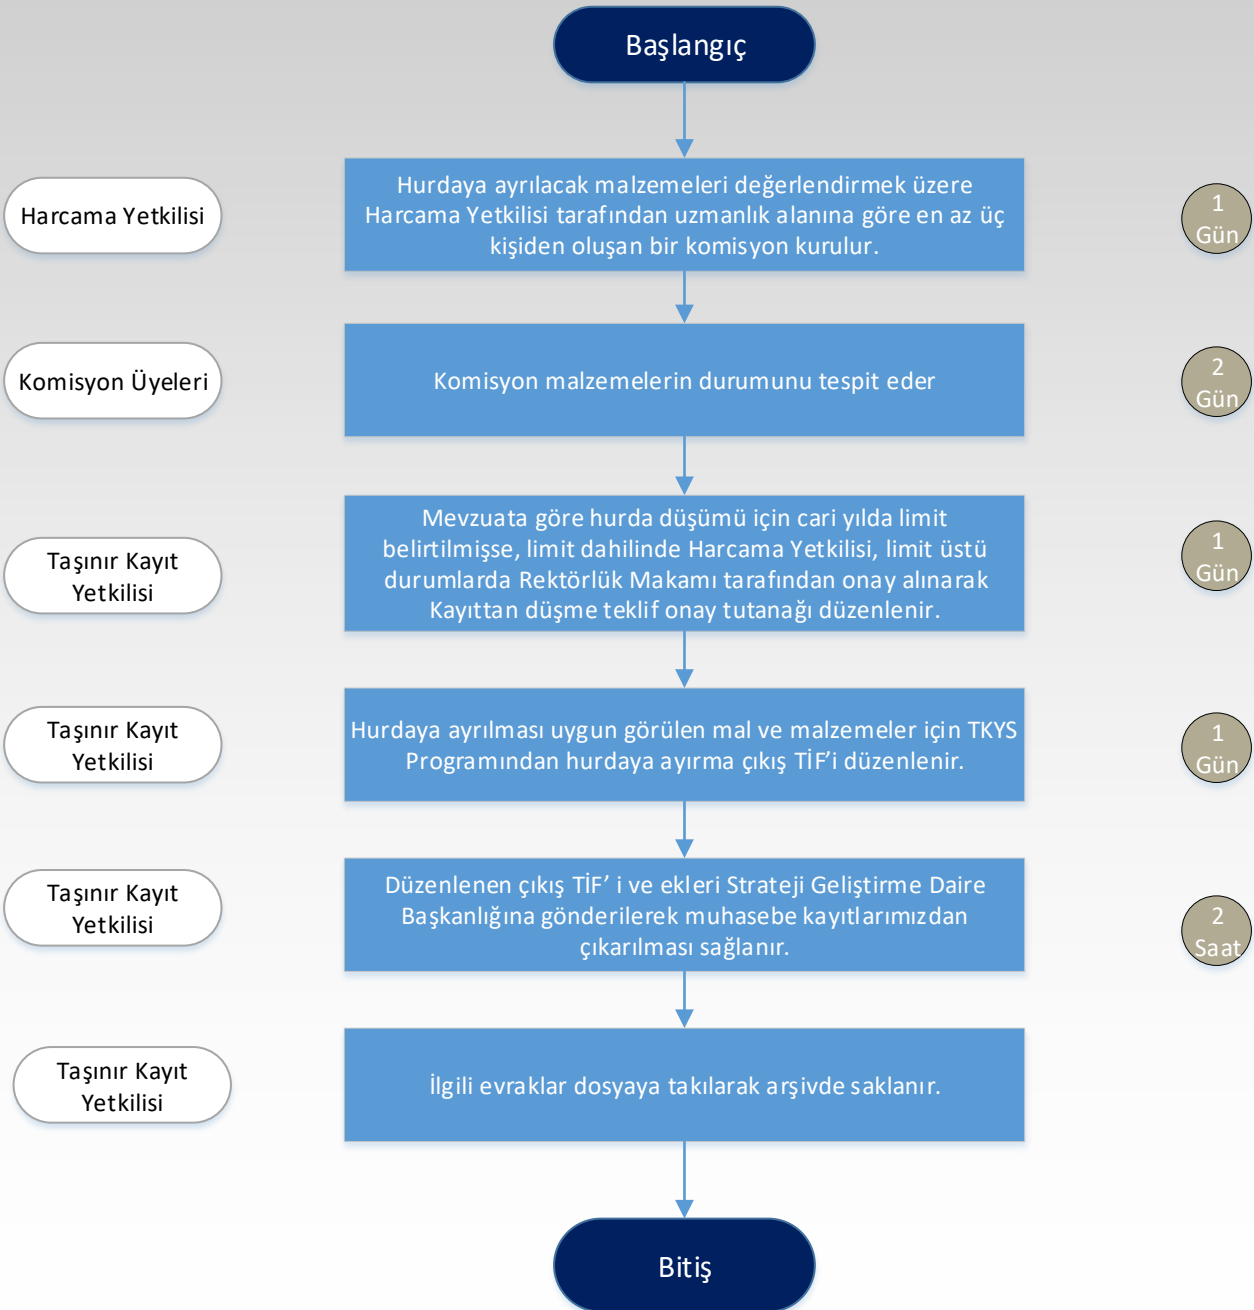 Başlangıç
Harcama Yetkilisi
Hurdaya ayrılacak malzemeleri değerlendirmek üzere
Harcama Yetkilisi tarafından uzmanlık alanına göre en az üç
kişiden oluşan bir komisyon kurulur.
1
Gün
Komisyon Üyeleri
Komisyon malzemelerin durumunu tespit eder
2
Gün
Taşınır Kayıt
Yetkilisi
Mevzuata göre hurda düşümü için cari yılda limit
belirtilmişse, limit dahilinde Harcama Yetkilisi, limit üstü
durumlarda Rektörlük Makamı tarafından onay alınarak
Kayıttan düşme teklif onay tutanağı düzenlenir.
1
Gün
Taşınır Kayıt
Yetkilisi
Hurdaya ayrılması uygun görülen mal ve malzemeler için TKYS
Programından hurdaya ayırma çıkış TİF’i düzenlenir.
1
Gün
Taşınır Kayıt
Yetkilisi
Düzenlenen çıkış TİF’ i ve ekleri Strateji Geliştirme Daire
Başkanlığına gönderilerek muhasebe kayıtlarımızdan
çıkarılması sağlanır.
2
Saat
Taşınır Kayıt
Yetkilisi
İlgili evraklar dosyaya takılarak arşivde saklanır.
Bitiş